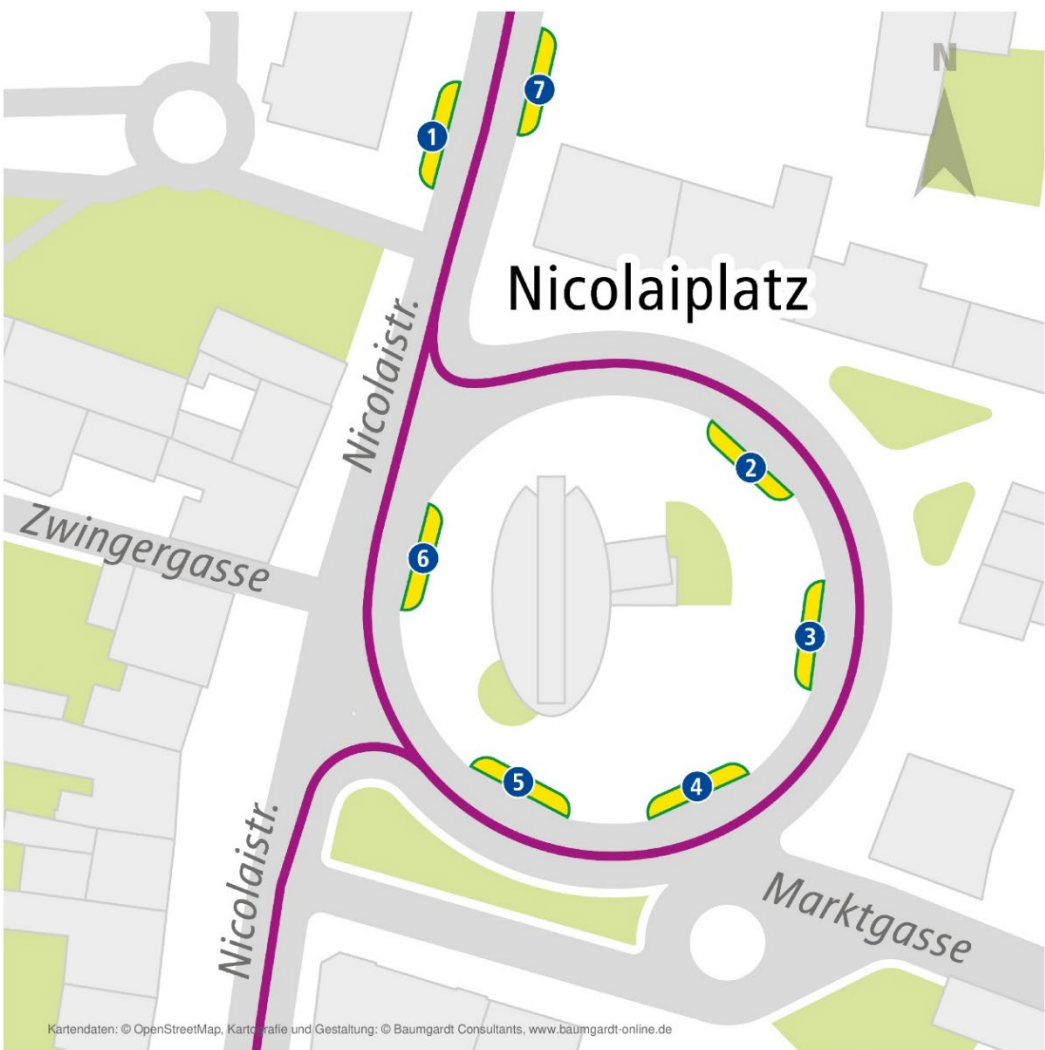 N
7
1
Nicolaiplatz
Nicolaistr.
2
Zwingergasse
6
3
5
4
Nicolaistr.
Marktgasse
Kartendaten: © OpenStreetMap, Kartografie und Gestaltung: © Baumgardt Consultants, www.baumgardt-online.de